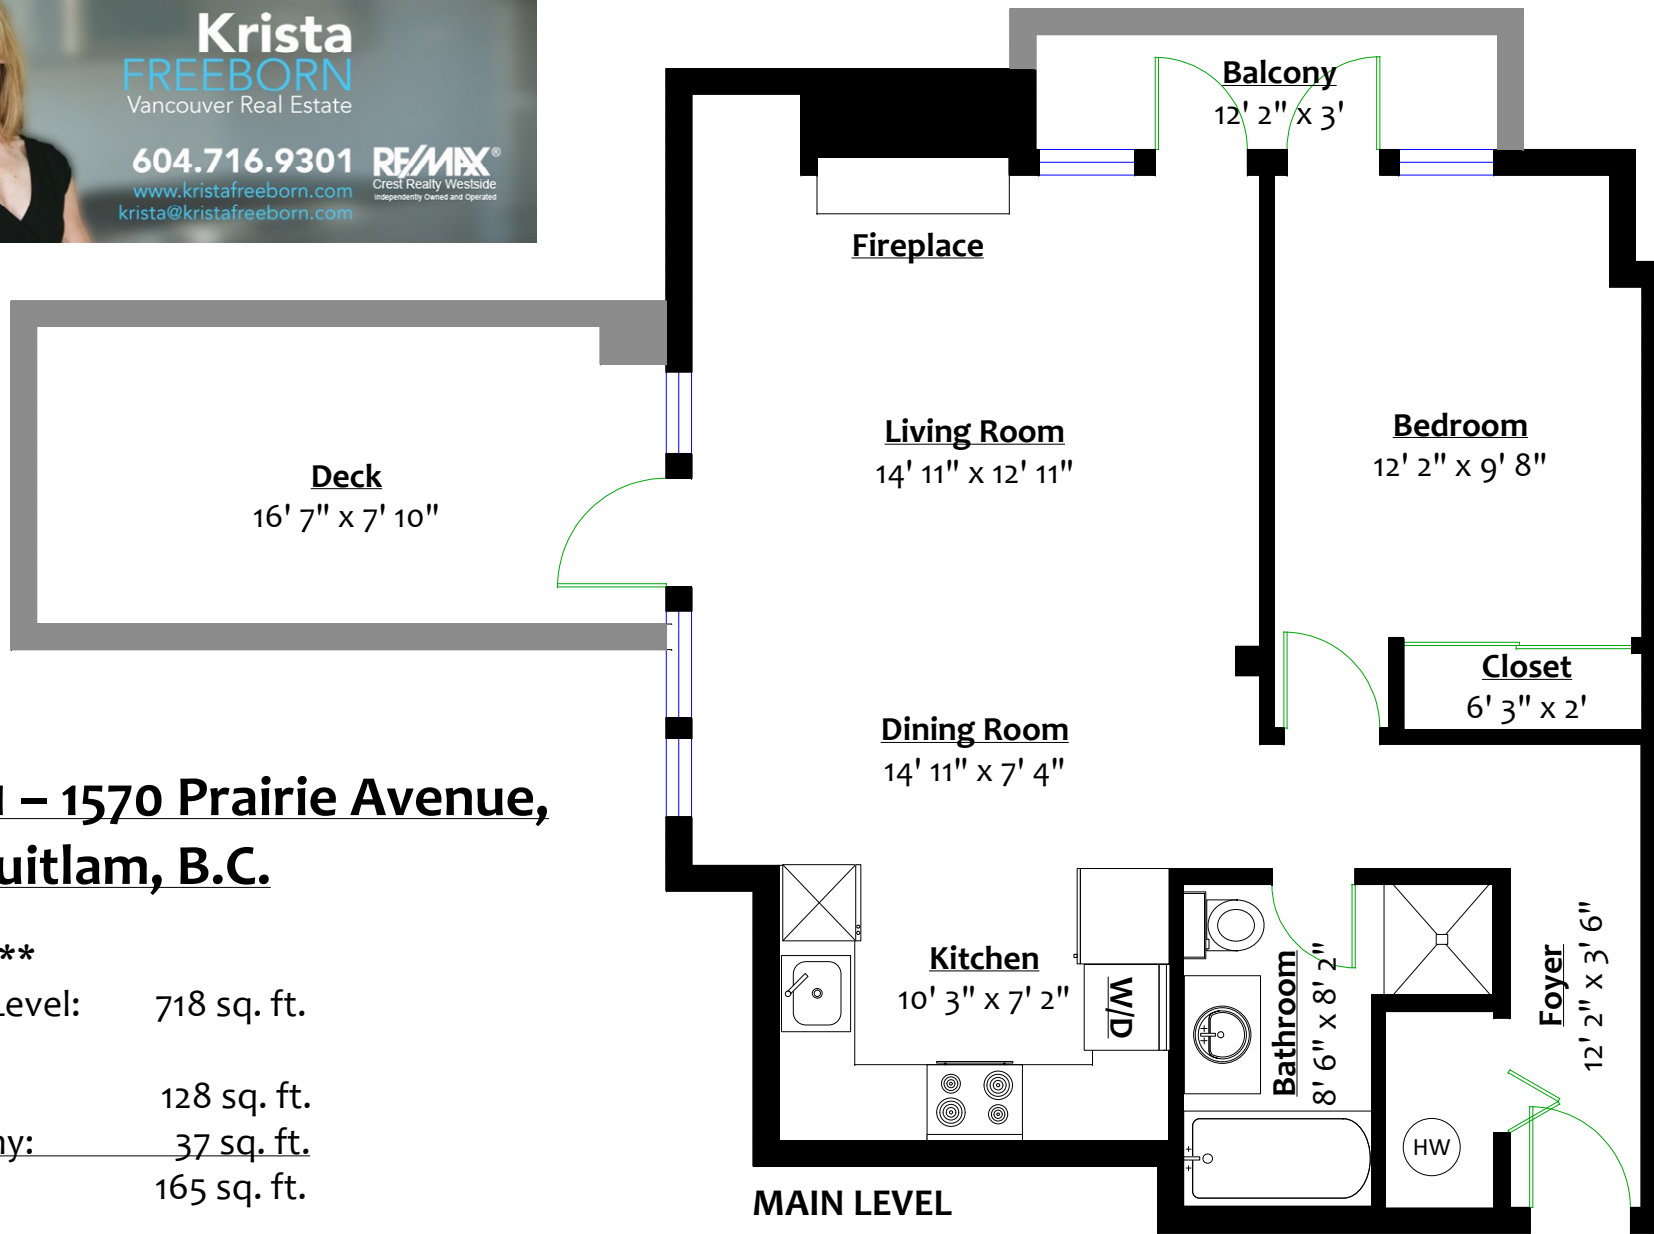 Krista
FREEBORN
Vancouver Real Estate
604.716.9301
www.kristafreeborn.com
krista@kristafreeborn.com
RE/MAX®
Crest Realty Westside
Independently Owned and Operated
Balcony
12' 2" x 3'
Fireplace
Living Room
14' 11" x 12' 11"
Bedroom
12' 2" x 9' 8"
Deck
16' 7" x 7' 10"
Closet
6' 3" x 2'
Dining Room
14' 11" x 7' 4"
1 – 1570 Prairie Avenue,
uitlam, B.C.
Kitchen
10' 3" x 7' 2"
W/D
Bathroom
8' 6" x 8' 2"
Foyer
12' 2" x 3' 6"
HW
**
Level: 718 sq. ft.
128 sq. ft.
ny: 37 sq. ft.
165 sq. ft.
MAIN LEVEL